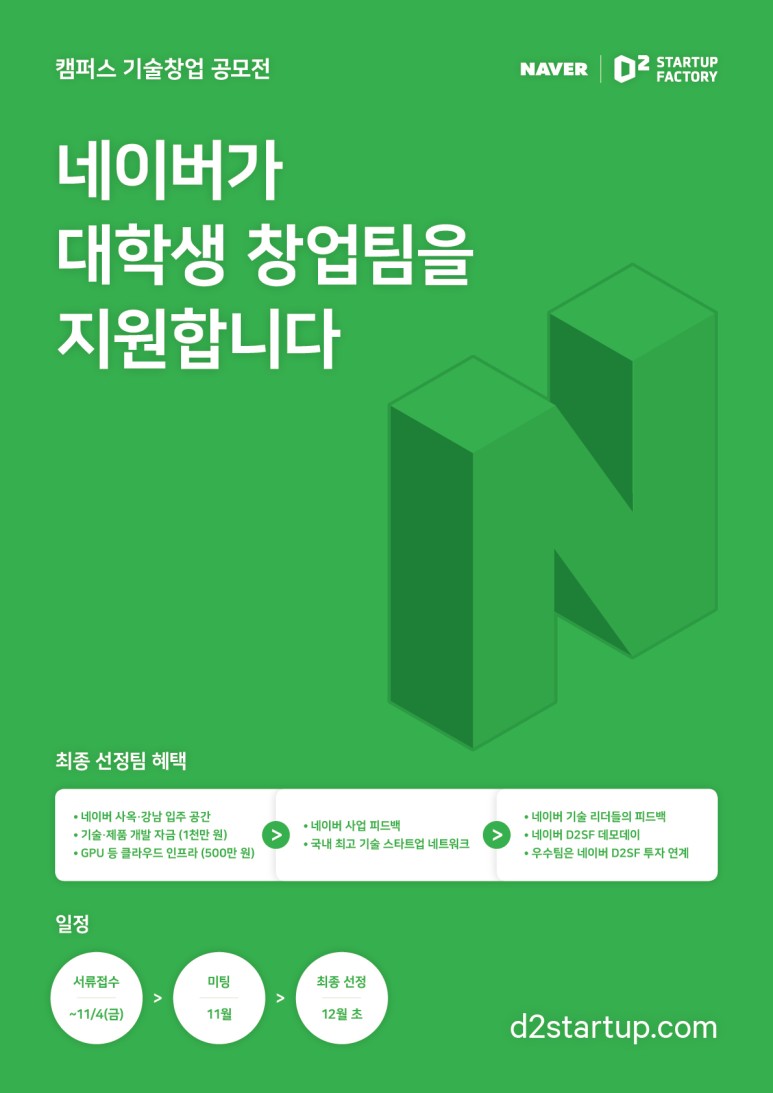 캠퍼스 기술창업 공모전
NAVER
D2 STARTUP
FACTORY
네이버가
대학생 창업팀을
지원합니다
최종 선정팀 혜택
• 네이버 사옥·강남 입주 공간
• 기술·제품 개발 자금 (1천만 원)
• GPU 등 클라우드 인프라 (500만 원)
>
• 네이버 사업 피드백
• 국내 최고 기술 스타트업 네트워크
>
• 네이버 기술 리더들의 피드백
• 네이버 D2SF 데모데이
• 우수팀은 네이버 D2SF 투자 연계
일정
서류접수
~11/4(금)
>
미팅
11월
>
최종 선정
12월 초
d2startup.com